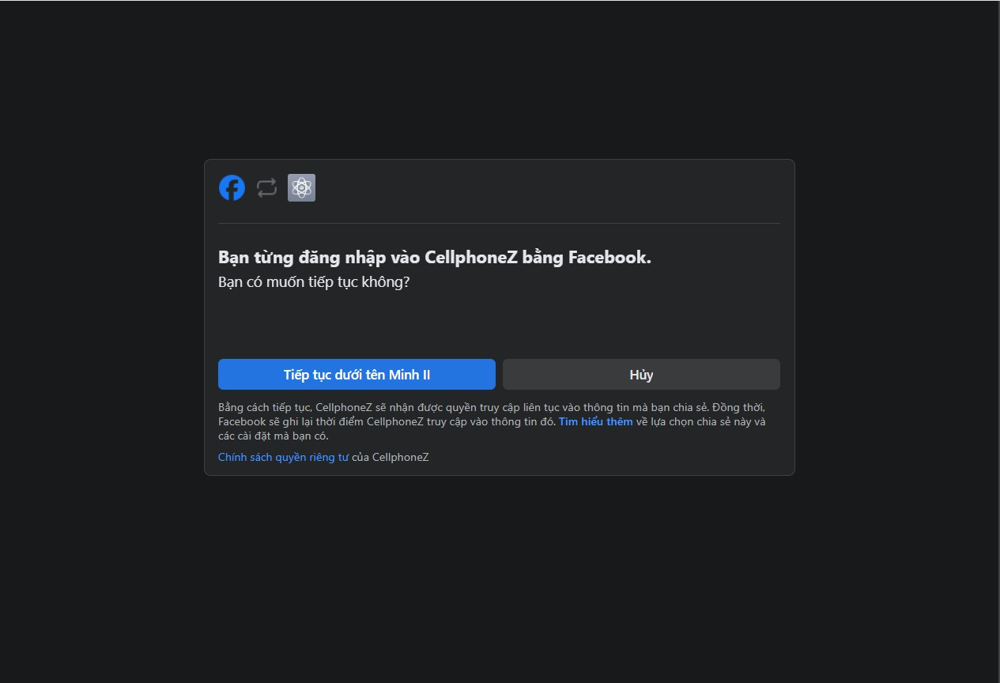 Bạn từng đăng nhập vào CellphoneZ bằng Facebook.
Bạn có muốn tiếp tục không?
Tiếp tục dưới tên Minh II
Hủy
Bằng cách tiếp tục, CellphoneZ sẽ nhận được quyền truy cập liên tục vào thông tin mà bạn chia sẻ. Đồng thời,
Facebook sẽ ghi lại thời điểm CellphoneZ truy cập vào thông tin đó. Tìm hiểu thêm về lựa chọn chia sẻ này và
các cài đặt mà bạn có.
Chính sách quyền riêng tư của CellphoneZ